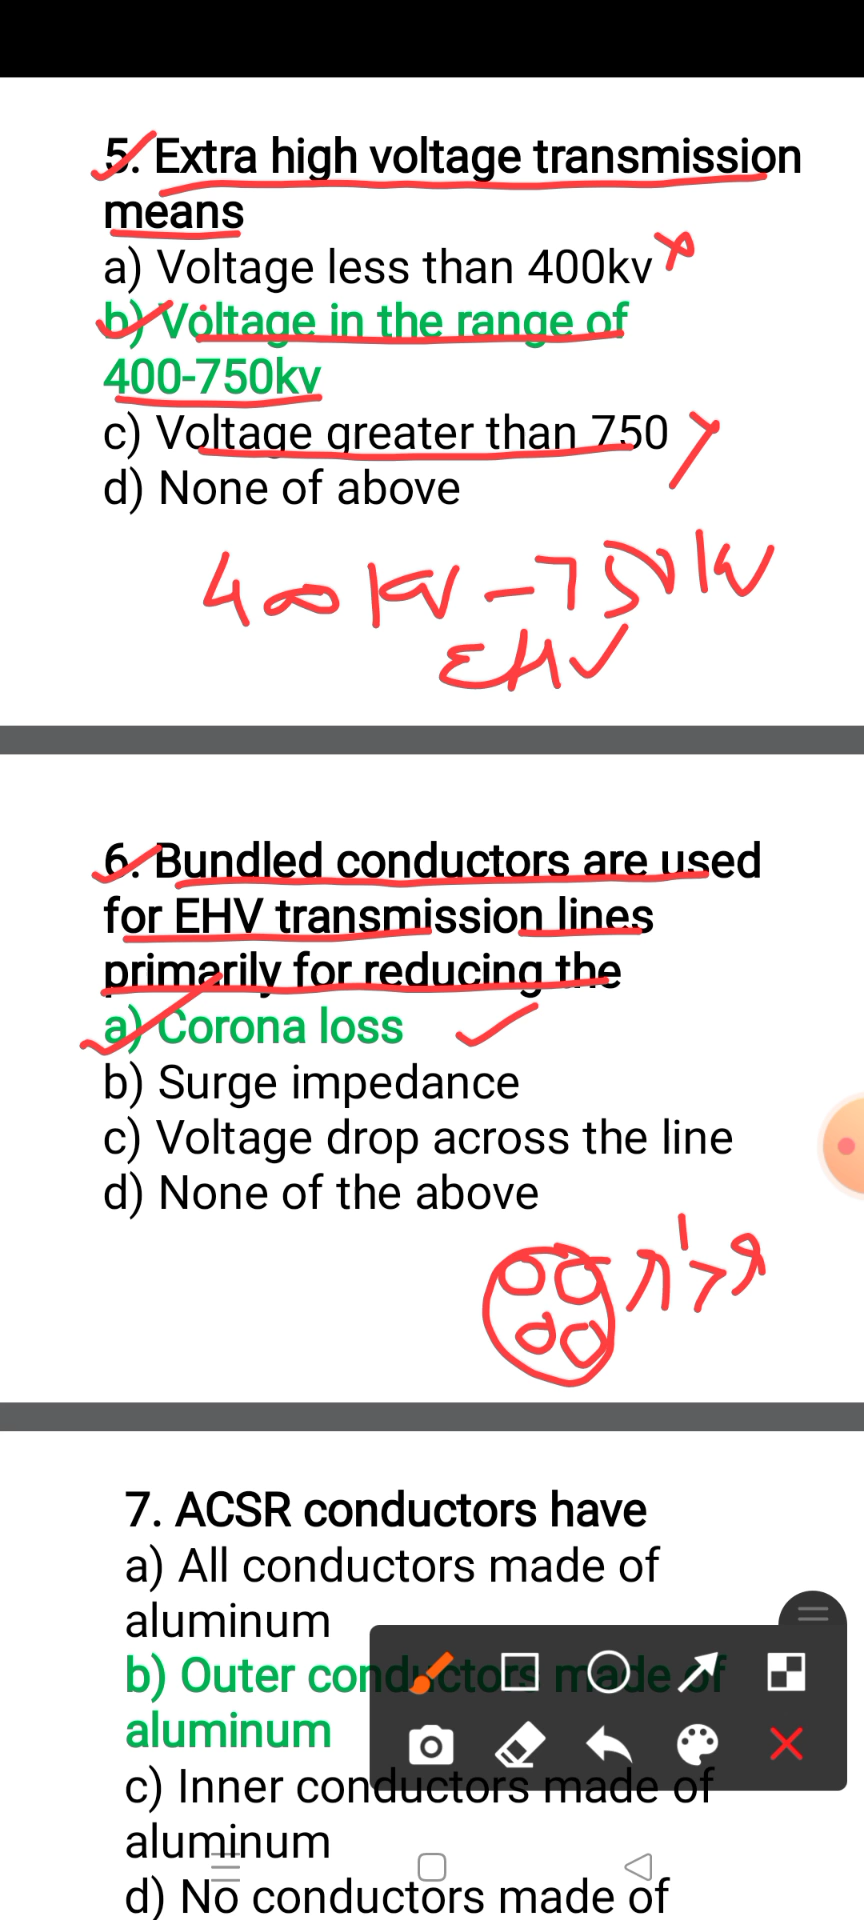 5. Extra high voltage transmission
means
a) Voltage less than 400kv
b) Voltage in the range of
400-750kv
c) Voltage greater than 750
d) None of above
400 KV - 750 KV
EHV
6. Bundled conductors are used
for EHV transmission lines
primarily for reducing the
a) Corona loss
b) Surge impedance
c) Voltage drop across the line
d) None of the above
7. ACSR conductors have
a) All conductors made of
aluminum
b) Outer conductors made of
aluminum
c) Inner conductors made of
aluminum
d) No conductors made of